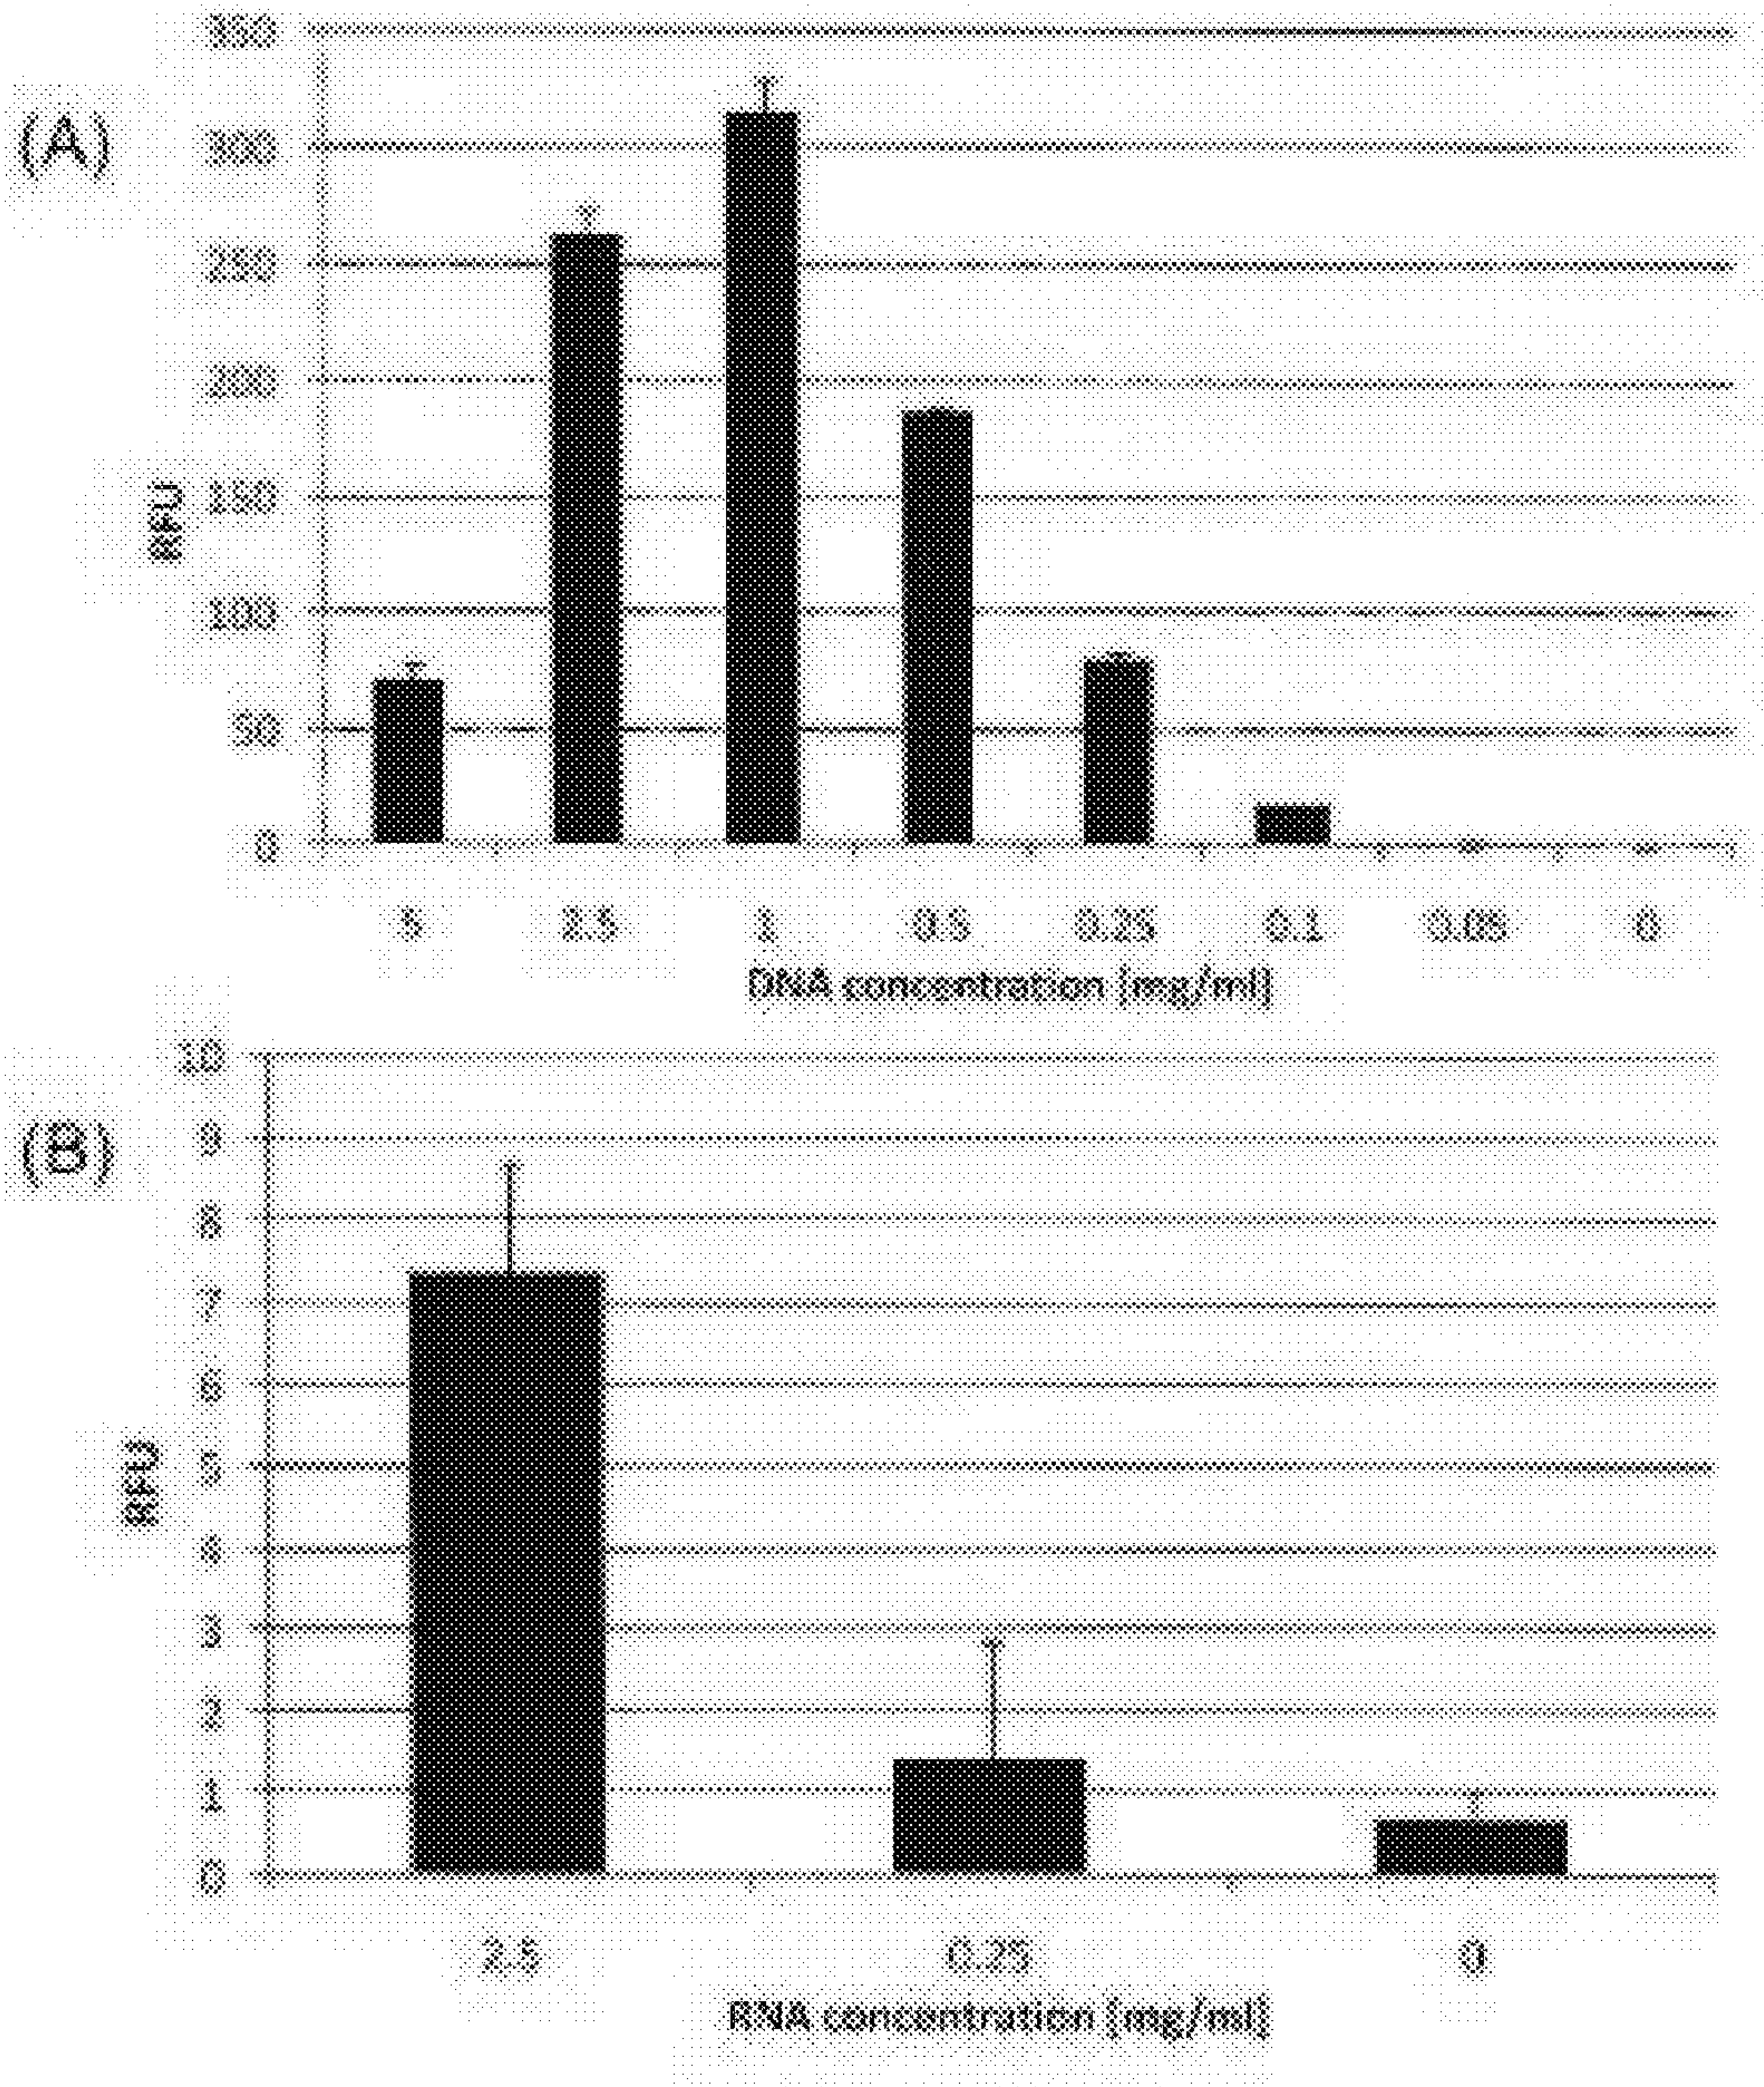 (A)
350
300
250
200
150
100
50
0
RFU
5 2.5 1 0.5 0.25 0.1 0.05 0
DNA concentration [mg/ml]
(B)
10
9
8
7
6
5
4
3
2
1
0
RFU
2.5 0.25 0
RNA concentration [mg/ml]